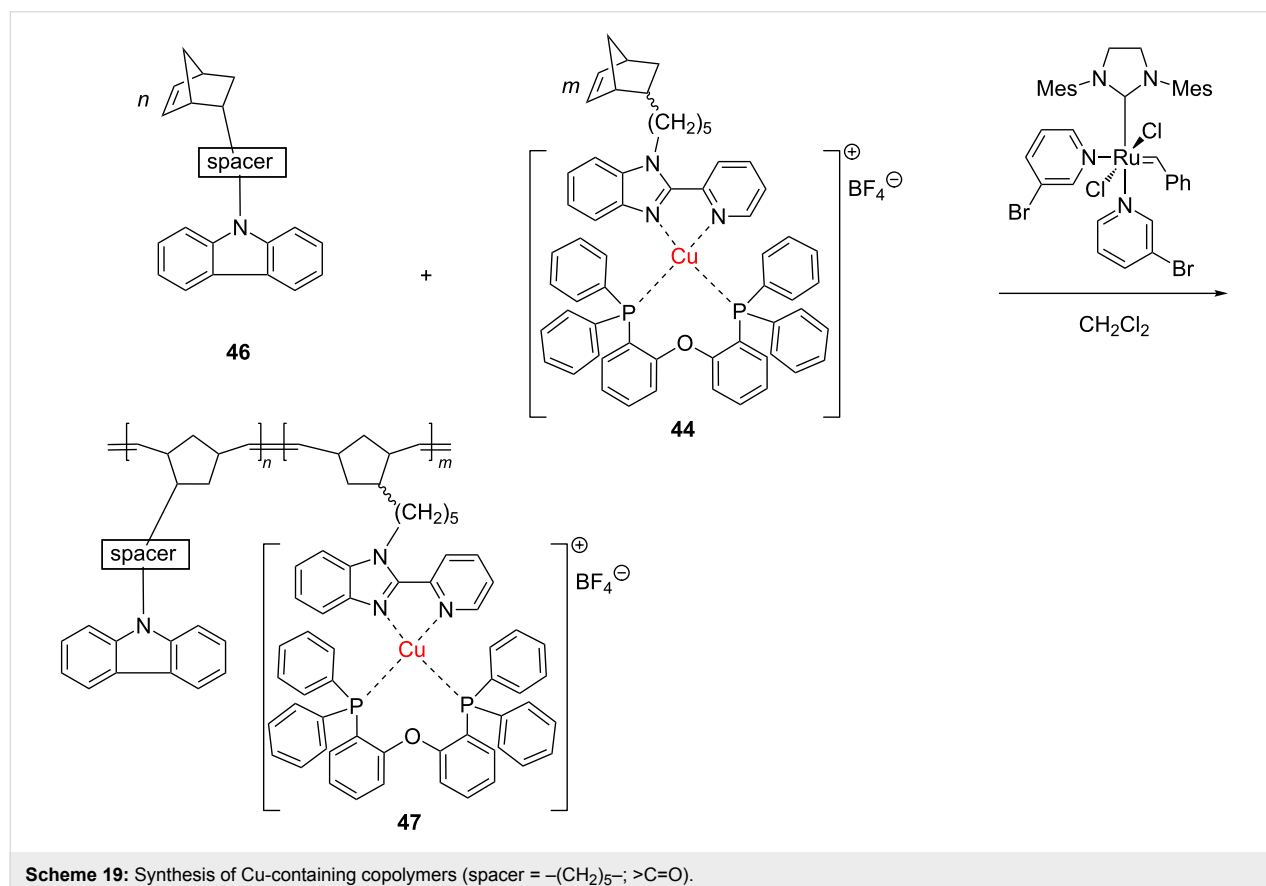 n
spacer
N
46
+
m
(CH2)5
N
N
N
Cu
P
P
O
BF4⊖
⊕
44
N
N
Mes
Mes
Cl
N
Ru
Cl
Ph
Br
N
Br
CH2Cl2
n
m
spacer
N
(CH2)5
N
N
N
Cu
P
P
O
⊕
BF4⊖
47
Scheme 19: Synthesis of Cu-containing copolymers (spacer = –(CH2)5–; >C=O).